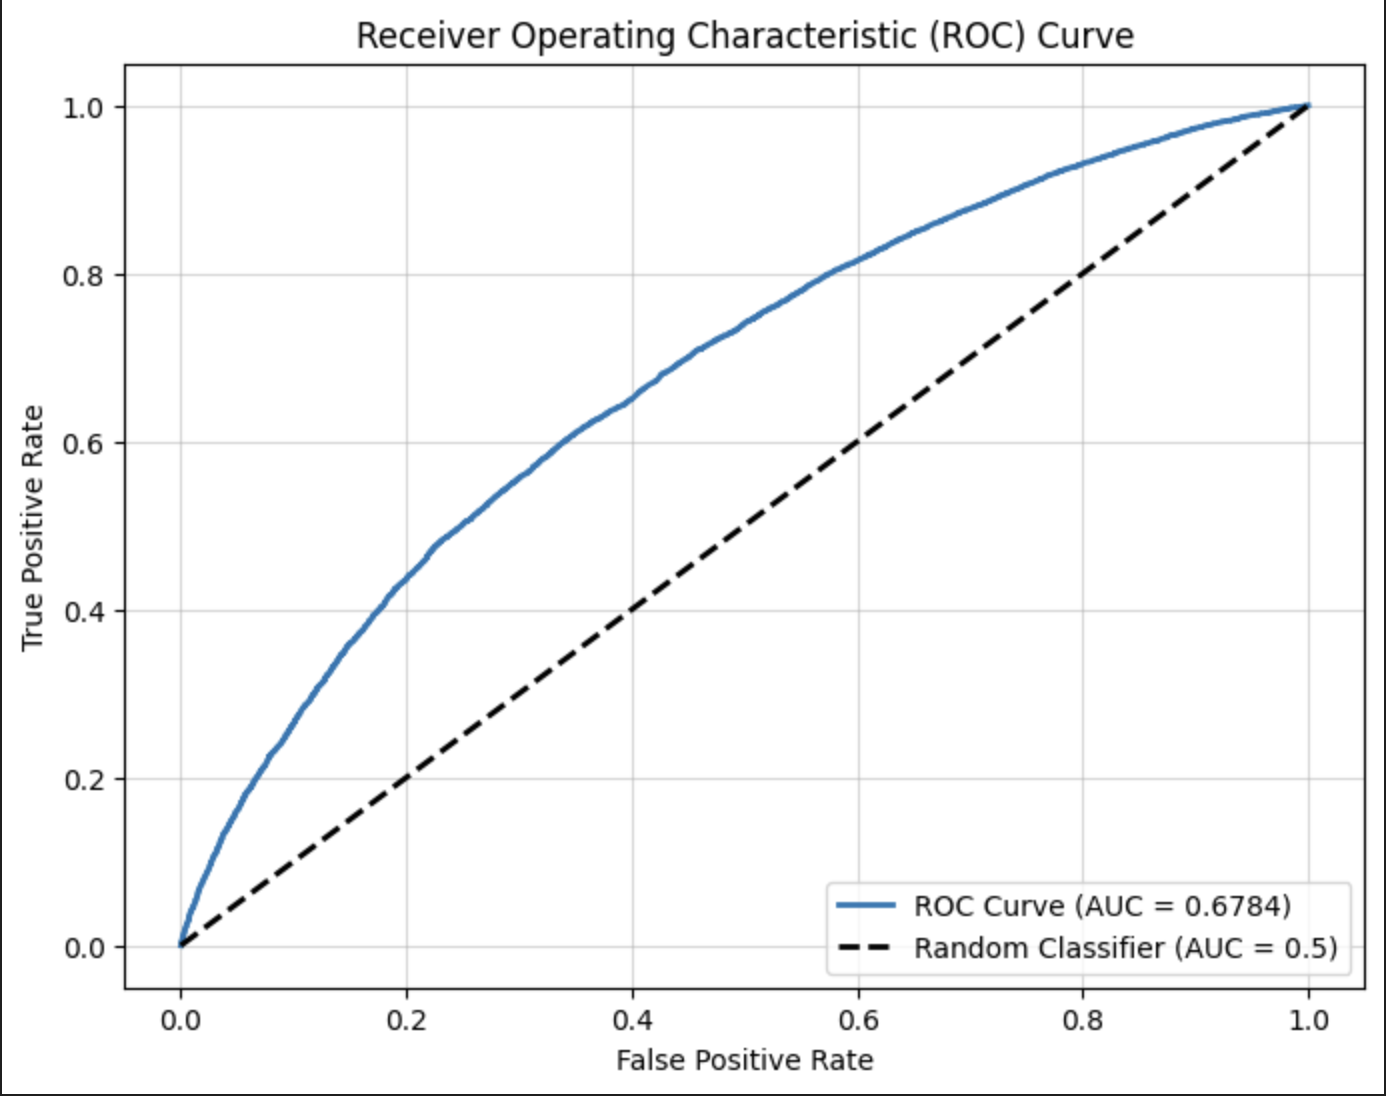 Receiver Operating Characteristic (ROC) Curve
True Positive Rate
1.0
0.8
0.6
0.4
0.2
0.0
ROC Curve (AUC = 0.6784)
Random Classifier (AUC = 0.5)
0.0 0.2 0.4 0.6 0.8 1.0
False Positive Rate